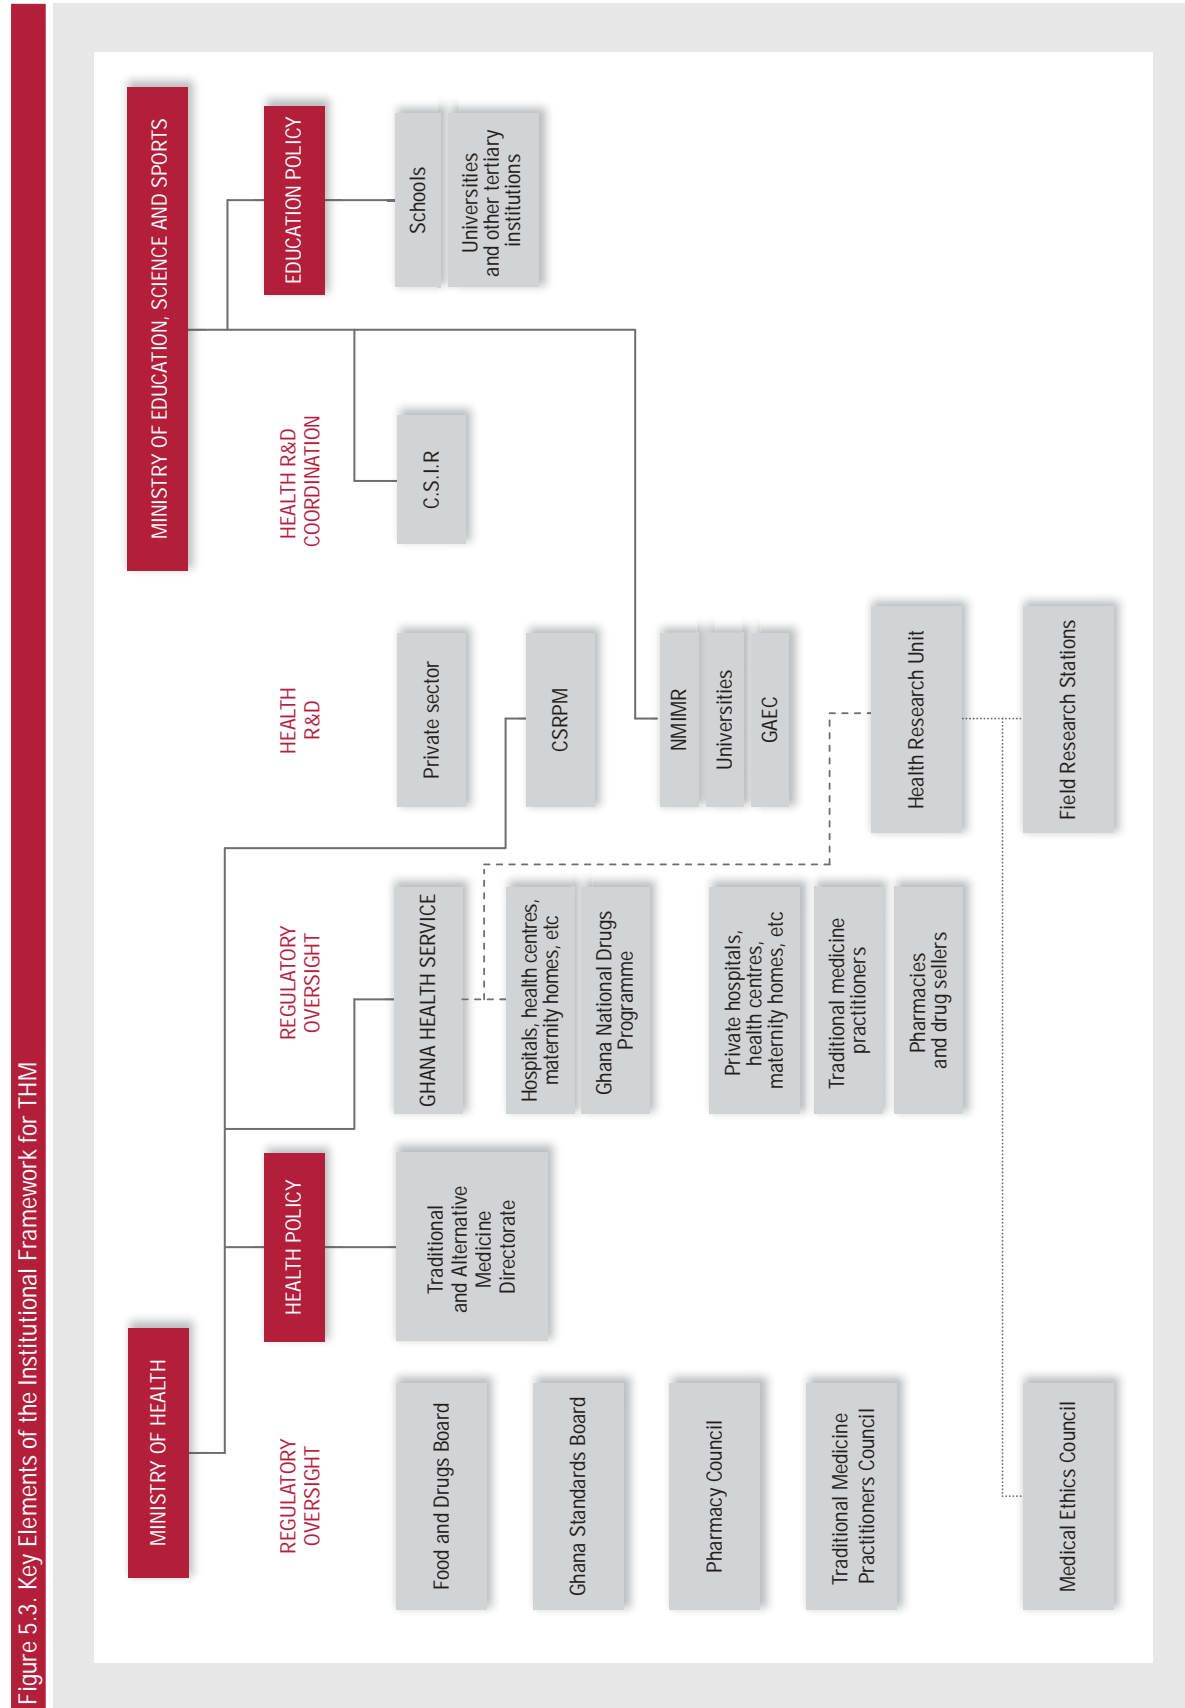 Figure 5.3. Key Elements of the Institutional Framework for THM
MINISTRY OF HEALTH
MINISTRY OF EDUCATION, SCIENCE AND SPORTS
REGULATORY
OVERSIGHT
HEALTH POLICY
REGULATORY
OVERSIGHT
HEALTH
R&D
HEALTH R&D
COORDINATION
EDUCATION POLICY
Food and Drugs Board
Ghana Standards Board
Pharmacy Council
Traditional Medicine
Practitioners Council
Medical Ethics Council
Traditional
and Alternative
Medicine
Directorate
GHANA HEALTH SERVICE
Hospitals, health centres,
maternity homes, etc
Ghana National Drugs
Programme
Private hospitals,
health centres,
maternity homes, etc
Traditional medicine
practitioners
Pharmacies
and drug sellers
Private sector
CSRPM
NMIMR
Universities
GAEC
Health Research Unit
Field Research Stations
C.S.I.R
Schools
Universities
and other tertiary
institutions